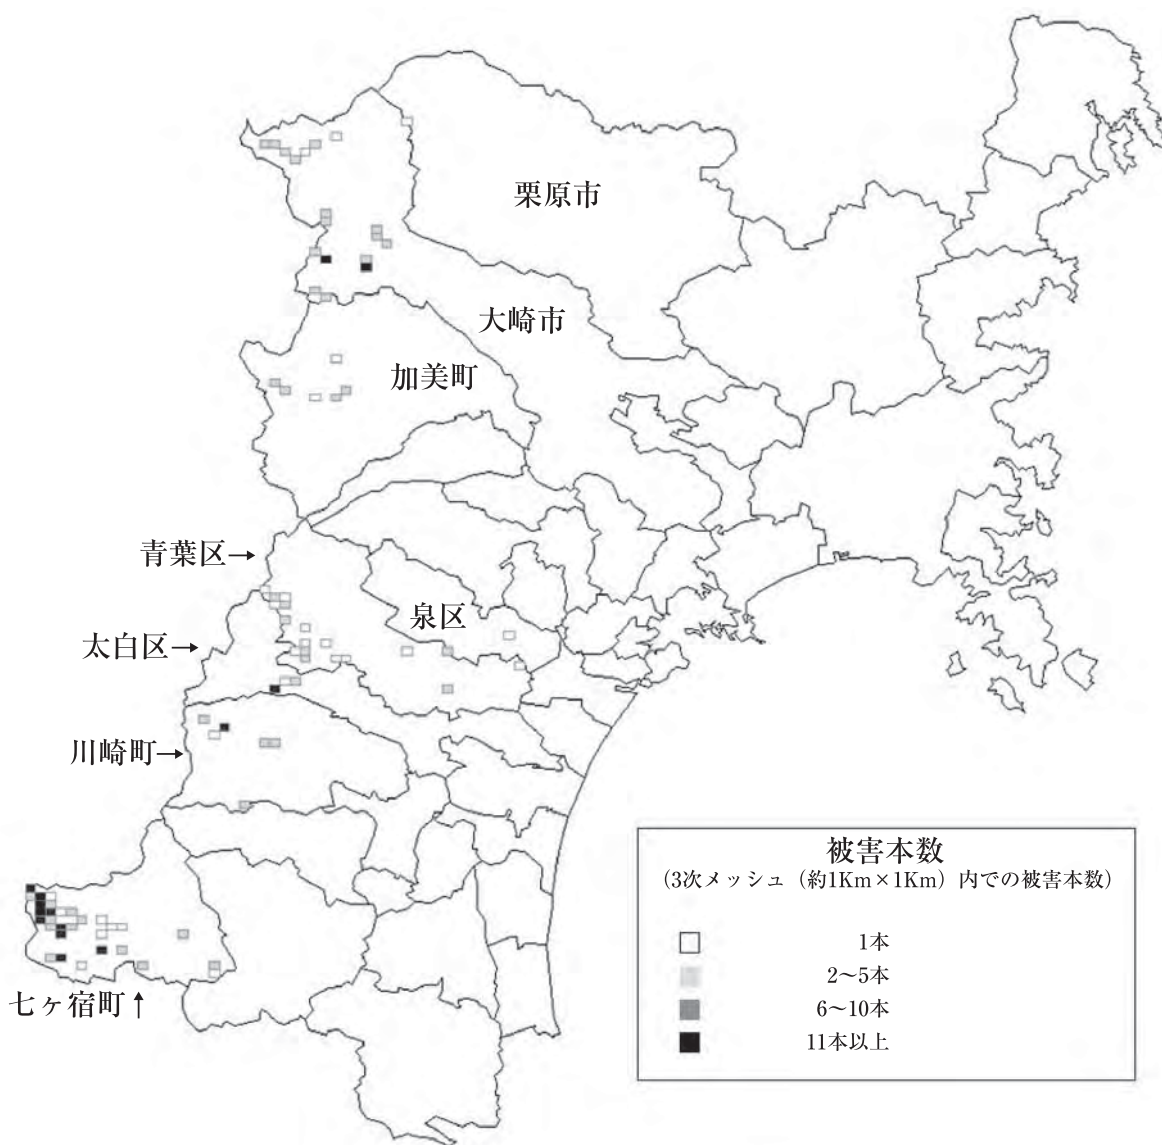 栗原市
大崎市
加美町
青葉区→
泉区
太白区→
川崎町→
七ヶ宿町↑
被害本数
(3次メッシュ（約1Km×1Km）内での被害本数)
1本
2〜5本
6〜10本
11本以上